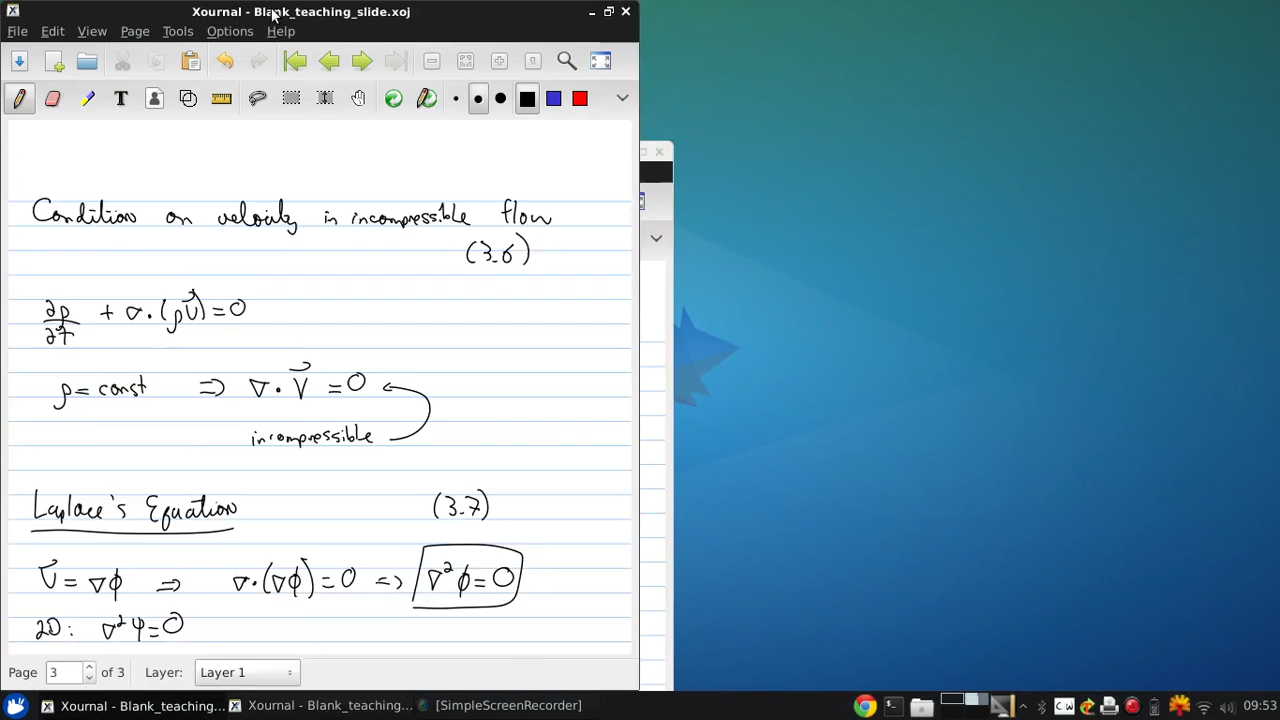 Xournal - Blank_teaching_slide.xoj
File Edit View Page Tools Options Help
Condition on velocity in incompressible flow
(3.6)
∂ρ/∂t + ∇·(ρV⃗)=0
ρ= const ⇒ ∇·V⃗ =0
incompressible
Laplace's Equation (3.7)
V⃗ = ∇ϕ ⇒ ∇·(∇ϕ)=0 => ∇²ϕ=0
2D: ∇²ψ=0
Page 3 of 3 Layer: Layer 1
Xournal - Blank_teaching... Xournal - Blank_teaching... [SimpleScreenRecorder] CW 09:53